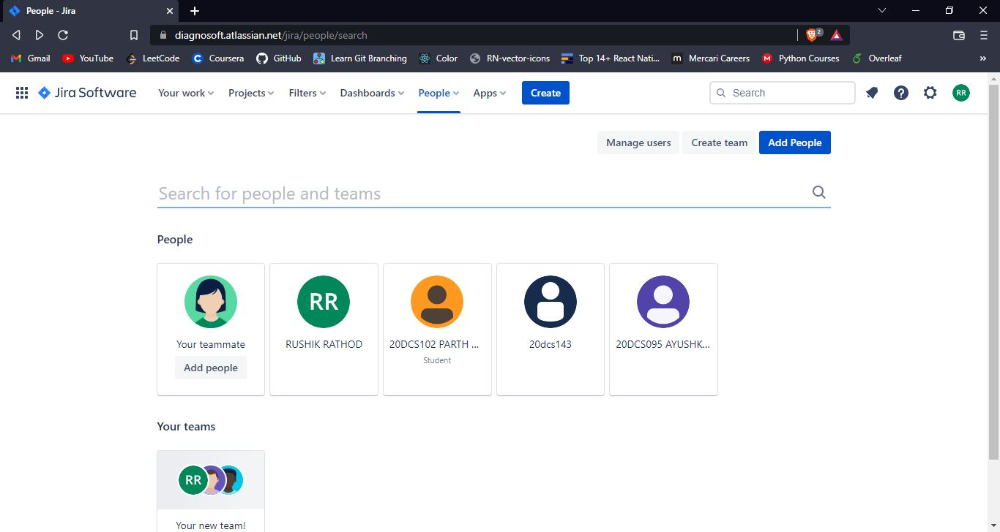 People - Jira
diagnosoft.atlassian.net/jira/people/search
2
Gmail YouTube LeetCode Coursera GitHub Learn Git Branching Color RN-vector-icons Top 14+ React Nati... Mercari Careers Python Courses Overleaf »
Jira Software Your work Projects Filters Dashboards People Apps Create Search RR
Manage users Create team Add People
Search for people and teams
People
RR
Your teammate RUSHIK RATHOD 20DCS102 PARTH ... 20dcs143 20DCS095 AYUSHK...
Student
Add people
Your teams
RR
Your new team!